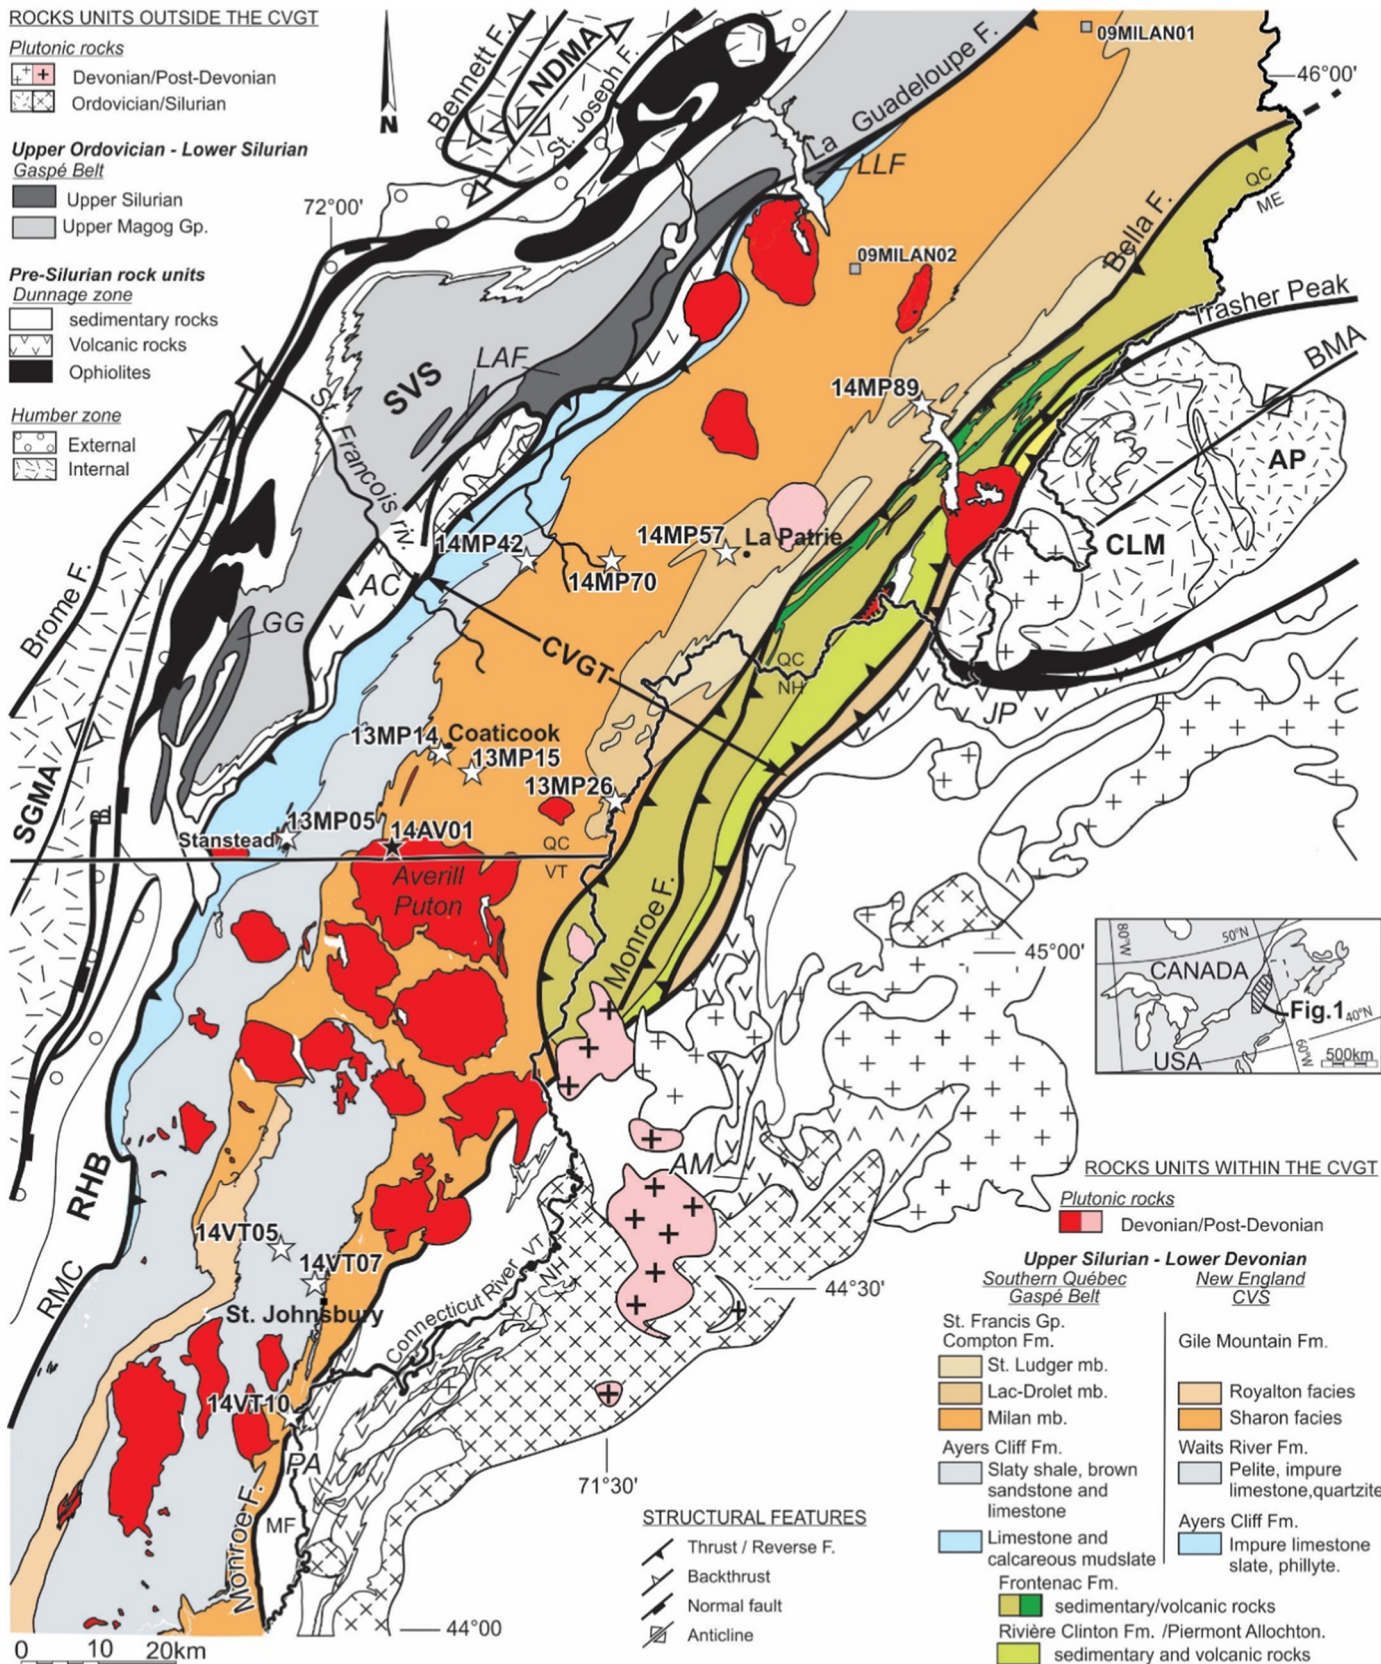 ROCKS UNITS OUTSIDE THE CVGT
Plutonic rocks
Devonian/Post-Devonian
Ordovician/Silurian
Upper Ordovician - Lower Silurian
Gaspé Belt
Upper Silurian
Upper Magog Gp.
Pre-Silurian rock units
Dunnage zone
sedimentary rocks
Volcanic rocks
Ophiolites
Humber zone
External
Internal
N
72°00'
Bennett F.
NDMA
St. Joseph F.
La Guadeloupe F.
LLF
09MILAN01
46°00'
QC
ME
Bella F.
09MILAN02
Trasher Peak
BMA
SVS
LAF
St. Francois riv.
14MP89
AP
CLM
14MP42
14MP57
La Patrie
14MP70
AC
GG
Brome F.
CVGT
QC
NH
JP
13MP14
Coaticook
13MP15
13MP26
SGMA
13MP05
14AV01
Stanstead
QC
VT
Averill
Puton
Monroe F.
45°00'
80°W
50°N
CANADA
Fig.1
40°N
USA
60°W
500km
RHB
AM
14VT05
14VT07
RMC
St. Johnsbury
Connecticut River
VT
NH
44°30'
14VT10
PA
MF
Monroe F.
71°30'
44°00
0 10 20km
STRUCTURAL FEATURES
Thrust / Reverse F.
Backthrust
Normal fault
Anticline
ROCKS UNITS WITHIN THE CVGT
Plutonic rocks
Devonian/Post-Devonian
Upper Silurian - Lower Devonian
Southern Québec
Gaspé Belt
St. Francis Gp.
Compton Fm.
St. Ludger mb.
Lac-Drolet mb.
Milan mb.
Ayers Cliff Fm.
Slaty shale, brown
sandstone and
limestone
Limestone and
calcareous mudslate
New England
CVS
Gile Mountain Fm.
Royalton facies
Sharon facies
Waits River Fm.
Pelite, impure
limestone,quartzite
Ayers Cliff Fm.
Impure limestone
slate, phyllyte.
Frontenac Fm.
sedimentary/volcanic rocks
Rivière Clinton Fm. /Piermont Allochton.
sedimentary and volcanic rocks